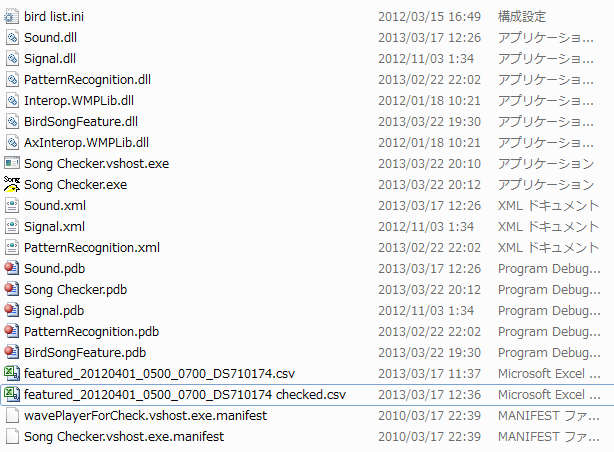 bird list.ini 2012/03/15 16:49 構成設定
Sound.dll 2013/03/17 12:26 アプリケーショ...
Signal.dll 2012/11/03 1:34 アプリケーショ...
PatternRecognition.dll 2013/02/22 22:02 アプリケーショ...
Interop.WMPLib.dll 2012/01/18 10:21 アプリケーショ...
BirdSongFeature.dll 2013/03/22 19:30 アプリケーショ...
AxInterop.WMPLib.dll 2012/01/18 10:21 アプリケーショ...
Song Checker.vshost.exe 2013/03/22 20:10 アプリケーション
Song Checker.exe 2013/03/22 20:12 アプリケーション
Sound.xml 2013/03/17 12:26 XML ドキュメント
Signal.xml 2012/11/03 1:34 XML ドキュメント
PatternRecognition.xml 2013/02/22 22:02 XML ドキュメント
Sound.pdb 2013/03/17 12:26 Program Debug...
Song Checker.pdb 2013/03/22 20:12 Program Debug...
Signal.pdb 2012/11/03 1:34 Program Debug...
PatternRecognition.pdb 2013/02/22 22:02 Program Debug...
BirdSongFeature.pdb 2013/03/22 19:30 Program Debug...
featured_20120401_0500_0700_DS710174.csv 2013/03/17 11:37 Microsoft Excel ...
featured_20120401_0500_0700_DS710174 checked.csv 2013/03/17 12:36 Microsoft Excel ...
wavePlayerForCheck.vshost.exe.manifest 2010/03/17 22:39 MANIFEST ファ...
Song Checker.vshost.exe.manifest 2010/03/17 22:39 MANIFEST ファ...